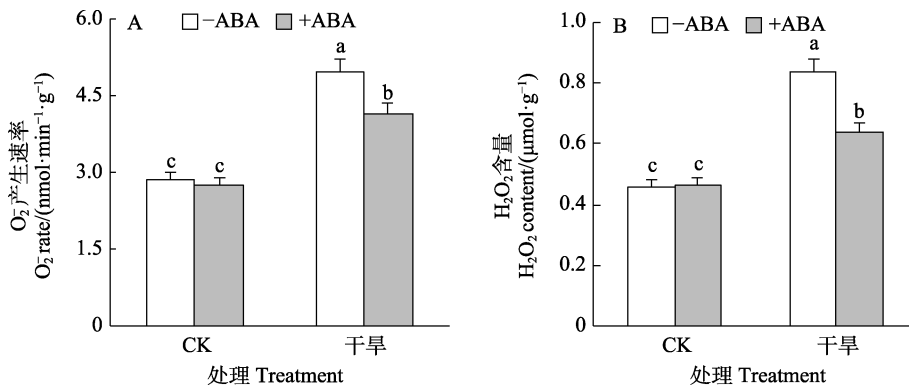 A
−ABA
+ABA
6.0
4.5
3.0
1.5
0
O₂⁻产生速率
O₂⁻ rate/(nmol·min⁻¹·g⁻¹)
c
c
a
b
CK
干旱
处理 Treatment
B
−ABA
+ABA
1.0
0.8
0.6
0.4
0.2
0
H₂O₂含量
H₂O₂ content/(μmol·g⁻¹)
c
c
a
b
CK
干旱
处理 Treatment